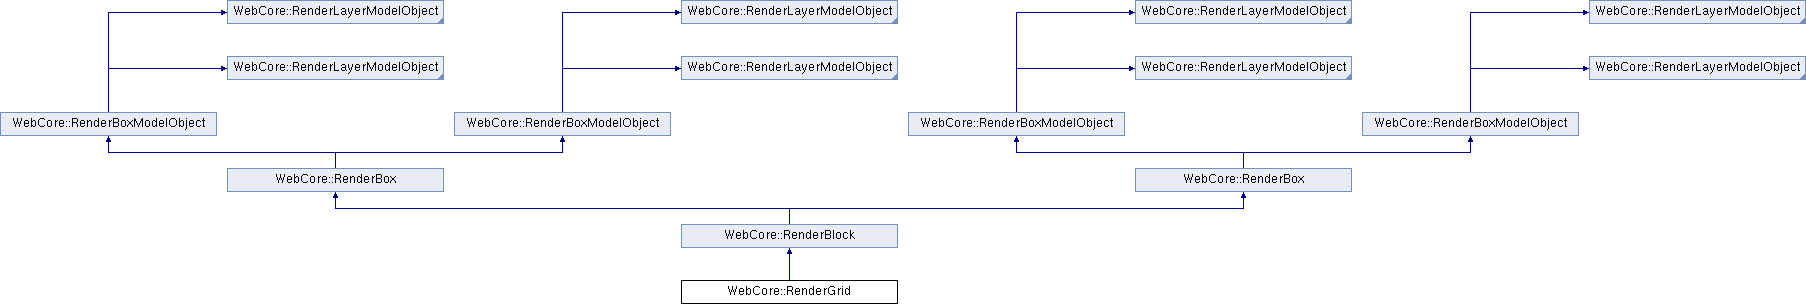 WebCore::RenderLayerModelObject
WebCore::RenderLayerModelObject
WebCore::RenderLayerModelObject
WebCore::RenderLayerModelObject
WebCore::RenderLayerModelObject
WebCore::RenderLayerModelObject
WebCore::RenderLayerModelObject
WebCore::RenderLayerModelObject
WebCore::RenderBoxModelObject
WebCore::RenderBoxModelObject
WebCore::RenderBoxModelObject
WebCore::RenderBoxModelObject
WebCore::RenderBox
WebCore::RenderBox
WebCore::RenderBlock
WebCore::RenderGrid